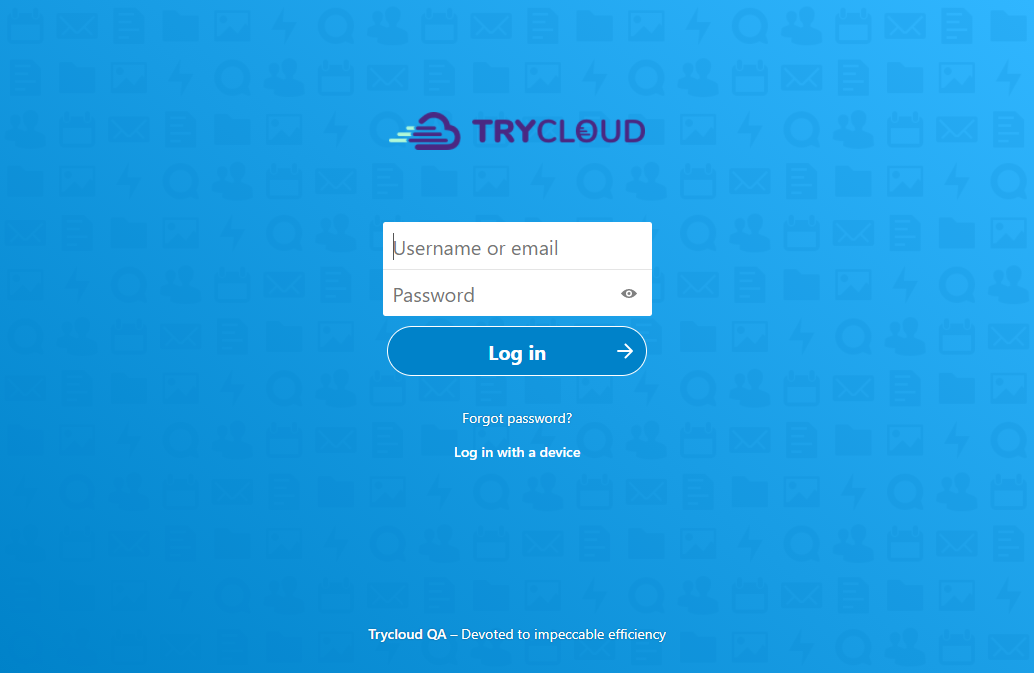 TRYCLOUD
Username or email
Password
Log in
Forgot password?
Log in with a device
Trycloud QA – Devoted to impeccable efficiency